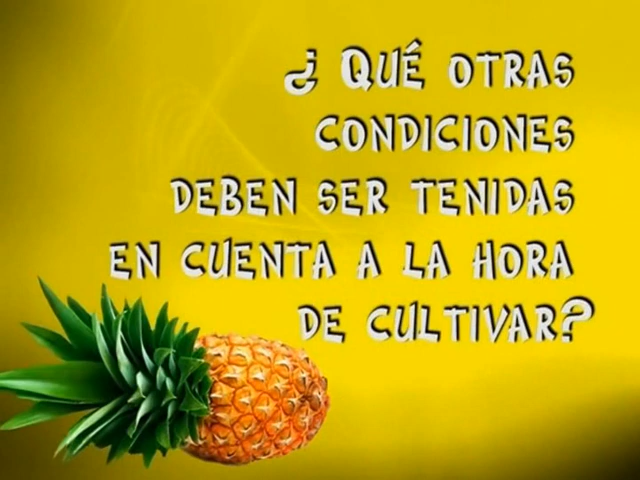 ¿ QUÉ OTRAS
CONDICIONES
DEBEN SER TENIDAS
EN CUENTA A LA HORA
DE CULTIVAR?